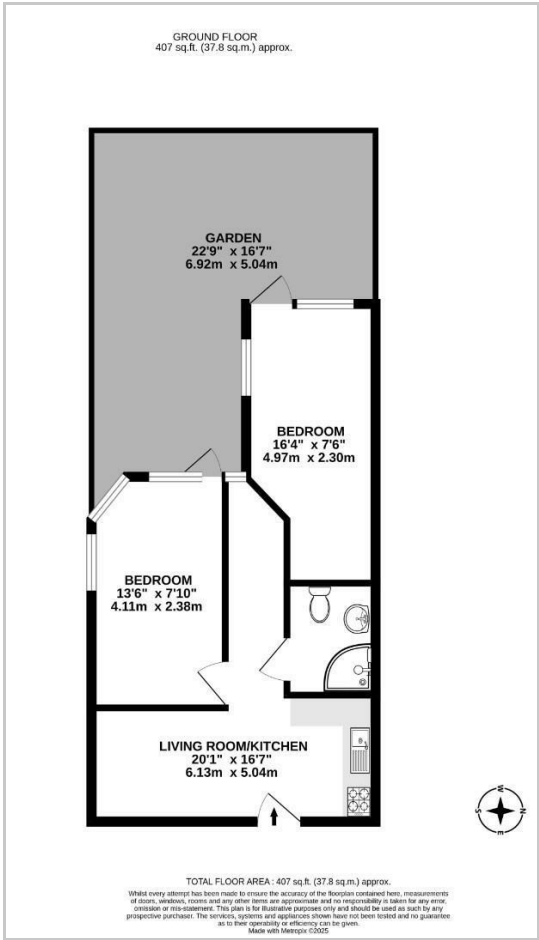 GROUND FLOOR
407 sq.ft. (37.8 sq.m.) approx.
GARDEN
22'9" x 16'7"
6.92m x 5.04m
BEDROOM
16'4" x 7'6"
4.97m x 2.30m
BEDROOM
13'6" x 7'10"
4.11m x 2.38m
LIVING ROOM/KITCHEN
20'1" x 16'7"
6.13m x 5.04m
W
S N
E
TOTAL FLOOR AREA : 407 sq.ft. (37.8 sq.m.) approx.
Whilst every attempt has been made to ensure the accuracy of the floorplan contained here, measurements
of doors, windows, rooms and any other items are approximate and no responsibility is taken for any error,
omission or mis-statement. This plan is for illustrative purposes only and should be used as such by any
prospective purchaser. The services, systems and appliances shown have not been tested and no guarantee
as to their operability or efficiency can be given.
Made with Metropix ©2025